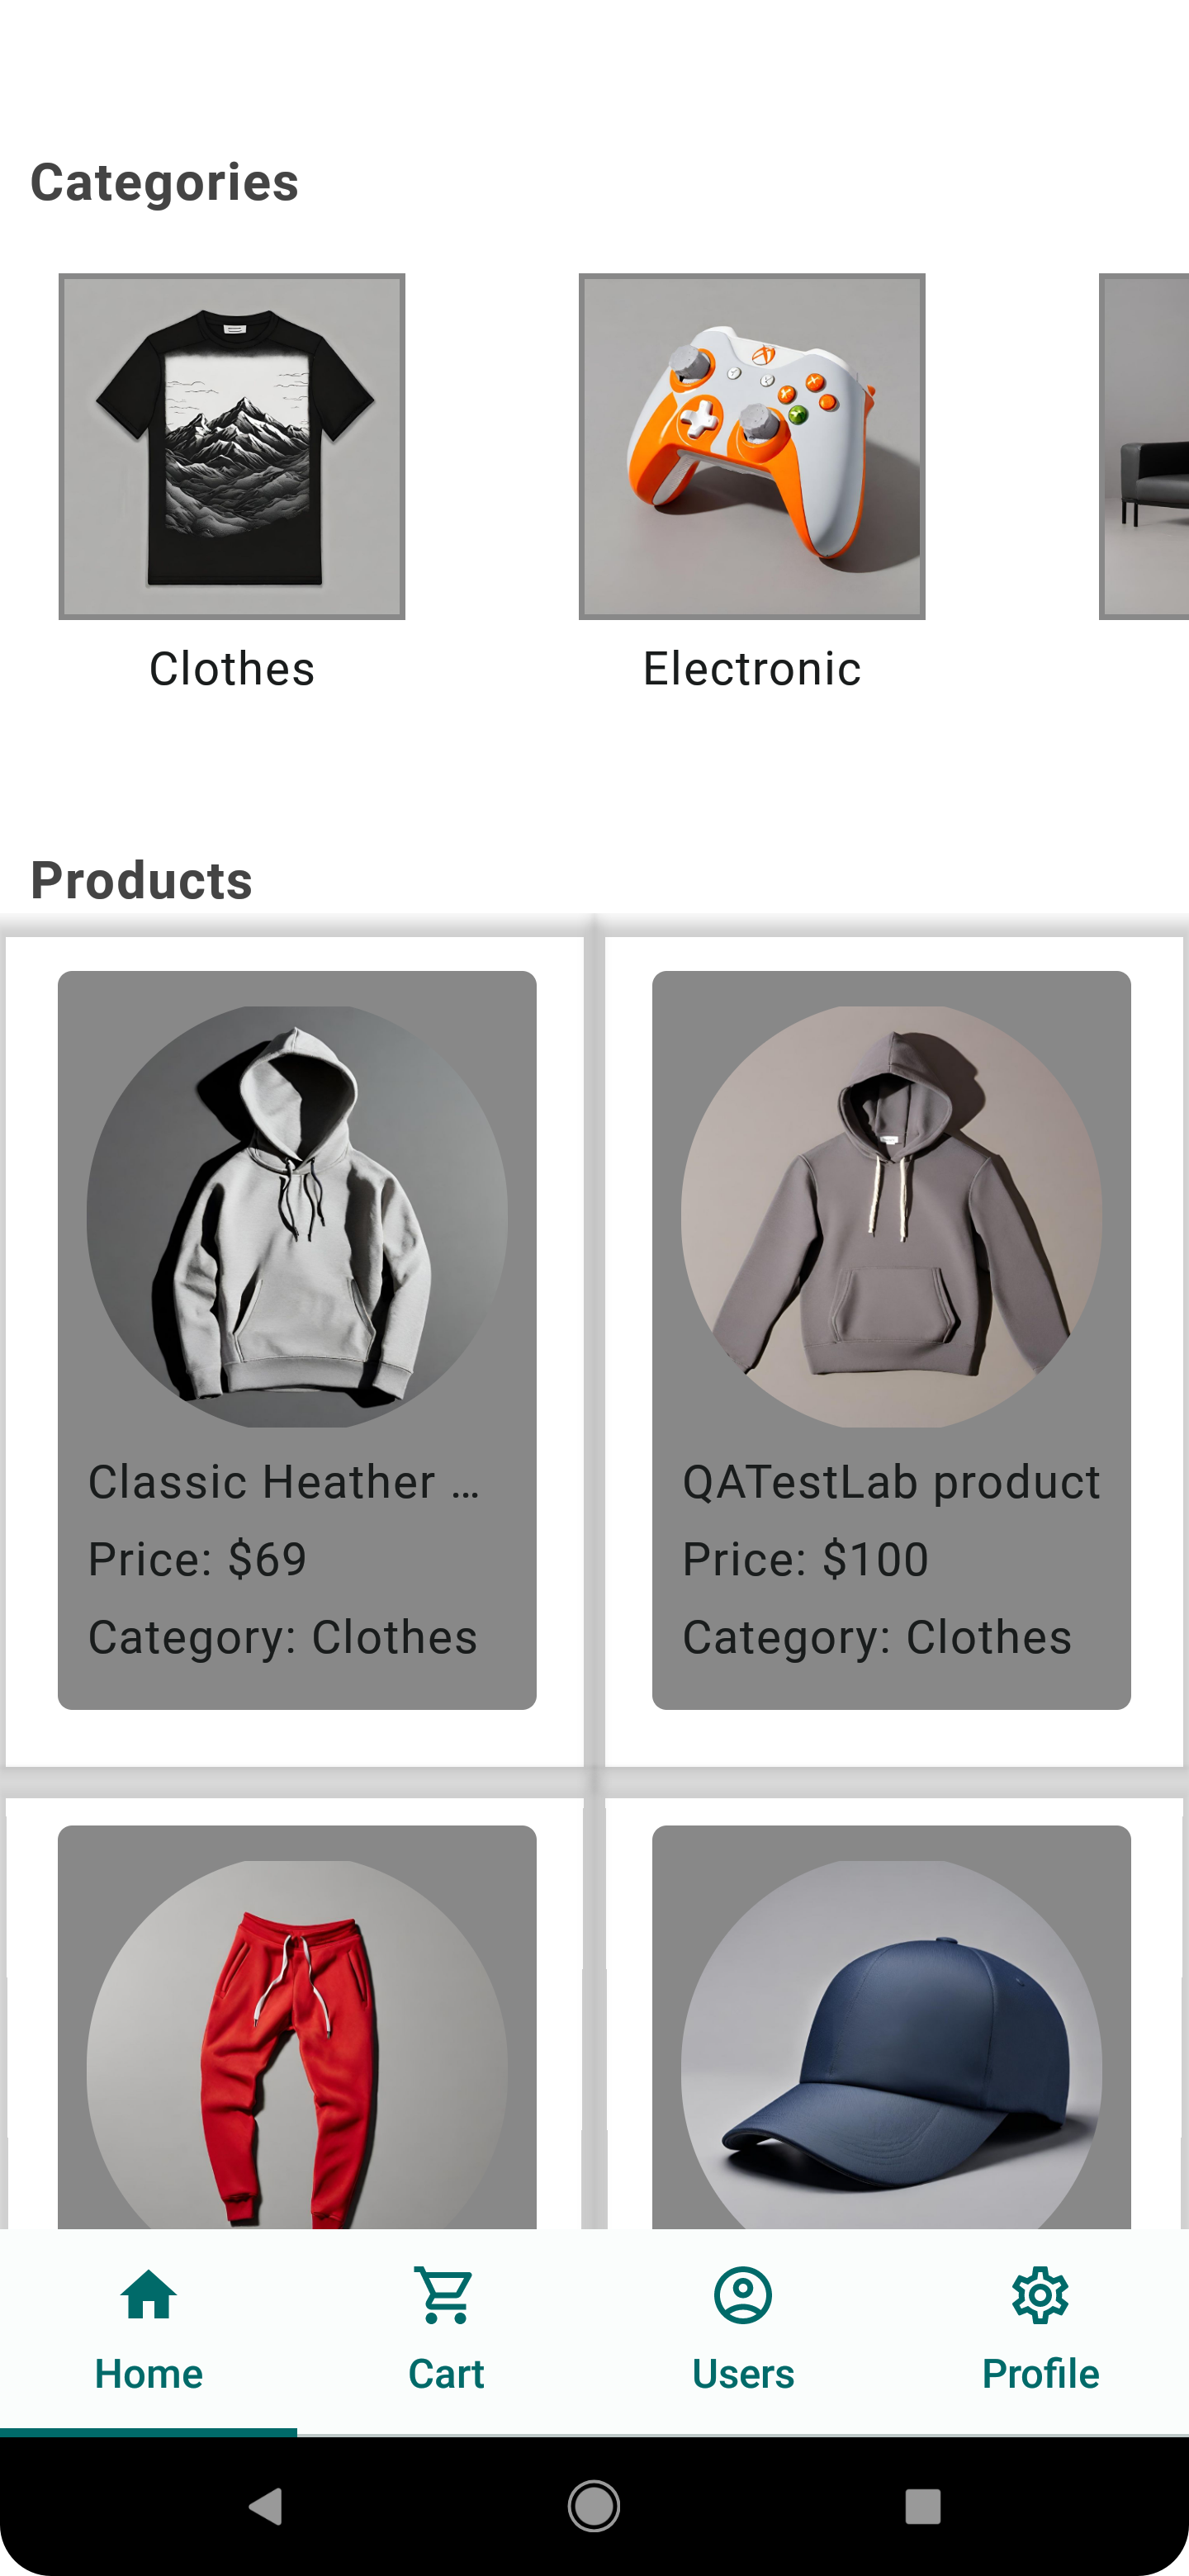 Categories
Clothes
Electronic
Products
Classic Heather ...
Price: $69
Category: Clothes
QATestLab product
Price: $100
Category: Clothes
Home
Cart
Users
Profile